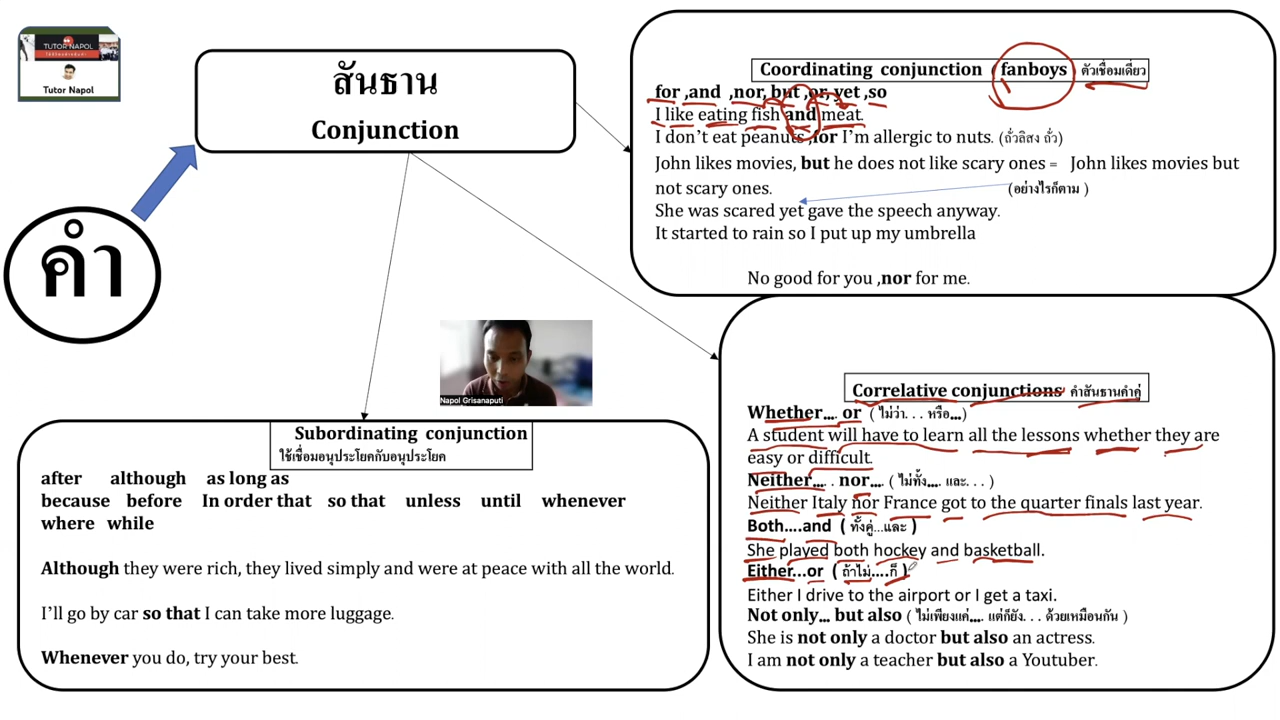 TUTOR NAPOL
Tutor Napol
คำ
สันธาน
Conjunction
Coordinating conjunction fanboys ตัวเชื่อมเดี่ยว
for ,and ,nor, but ,or, yet ,so
I like eating fish and meat.
I don't eat peanuts ,for I'm allergic to nuts. (ถั่วลิสง ถั่ว)
John likes movies, but he does not like scary ones = John likes movies but
not scary ones.
(อย่างไรก็ตาม )
She was scared yet gave the speech anyway.
It started to rain so I put up my umbrella
No good for you ,nor for me.
Napol Grisanaputi
Subordinating conjunction
ใช้เชื่อมอนุประโยคกับอนุประโยค
after although as long as
because before In order that so that unless until whenever
where while
Although they were rich, they lived simply and were at peace with all the world.
I'll go by car so that I can take more luggage.
Whenever you do, try your best.
Correlative conjunctions คำสันธานคำคู่
Whether.... or ( ไม่ว่า. . . หรือ....)
A student will have to learn all the lessons whether they are
easy or difficult.
Neither.... . nor... ( ไม่ทั้ง.... และ. . . )
Neither Italy nor France got to the quarter finals last year.
Both....and ( ทั้งคู่...และ )
She played both hockey and basketball.
Either...or ( ถ้าไม่....ก็ )
Either I drive to the airport or I get a taxi.
Not only... but also ( ไม่เพียงแค่.... แต่ก็ยัง. . . ด้วยเหมือนกัน )
She is not only a doctor but also an actress.
I am not only a teacher but also a Youtuber.